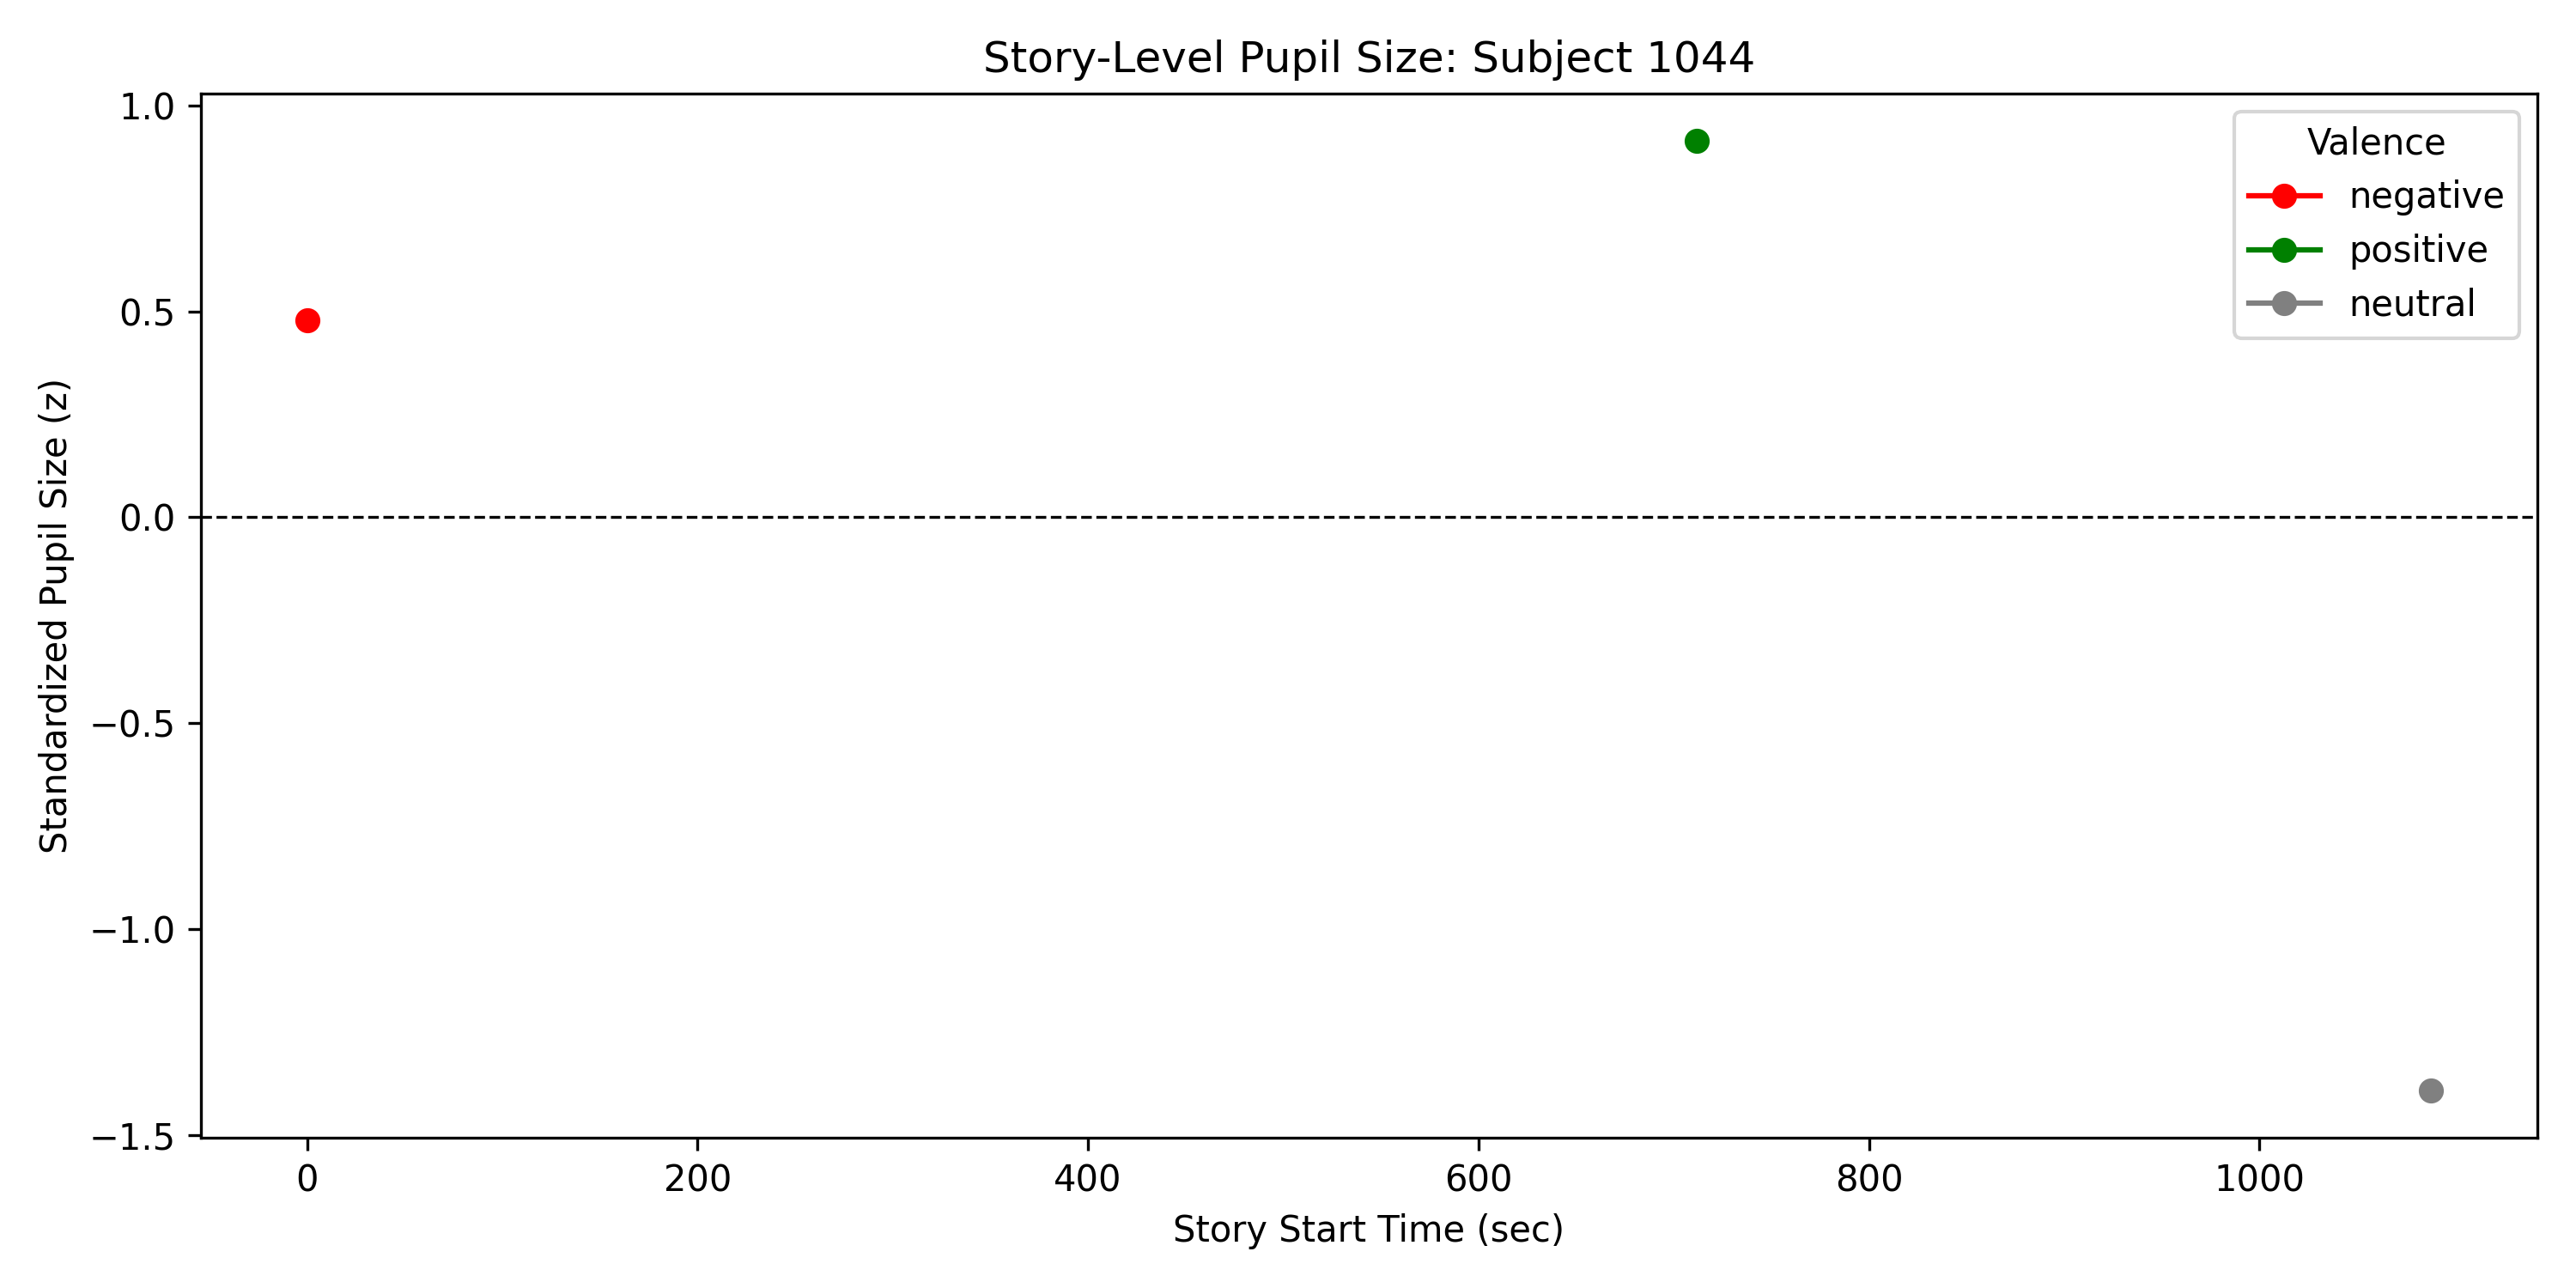 Story-Level Pupil Size: Subject 1044
Valence
negative
positive
neutral
Standardized Pupil Size (z)
1.0
0.5
0.0
−0.5
−1.0
−1.5
0 200 400 600 800 1000
Story Start Time (sec)